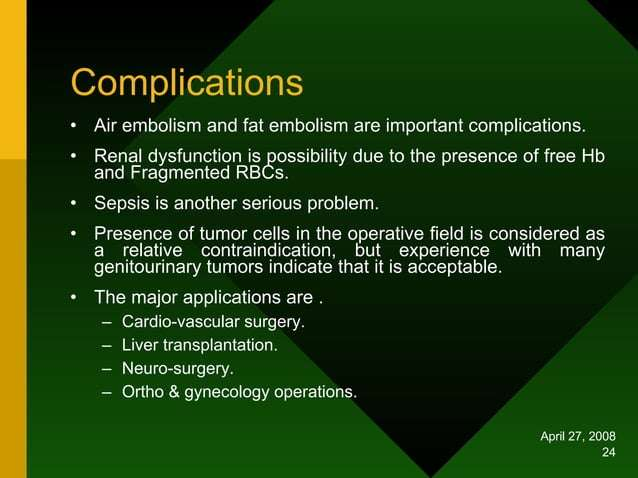 Complications
• Air embolism and fat embolism are important complications.
• Renal dysfunction is possibility due to the presence of free Hb
and Fragmented RBCs.
• Sepsis is another serious problem.
• Presence of tumor cells in the operative field is considered as
a relative contraindication, but experience with many
genitourinary tumors indicate that it is acceptable.
• The major applications are .
– Cardio-vascular surgery.
– Liver transplantation.
– Neuro-surgery.
– Ortho & gynecology operations.
April 27, 2008
24